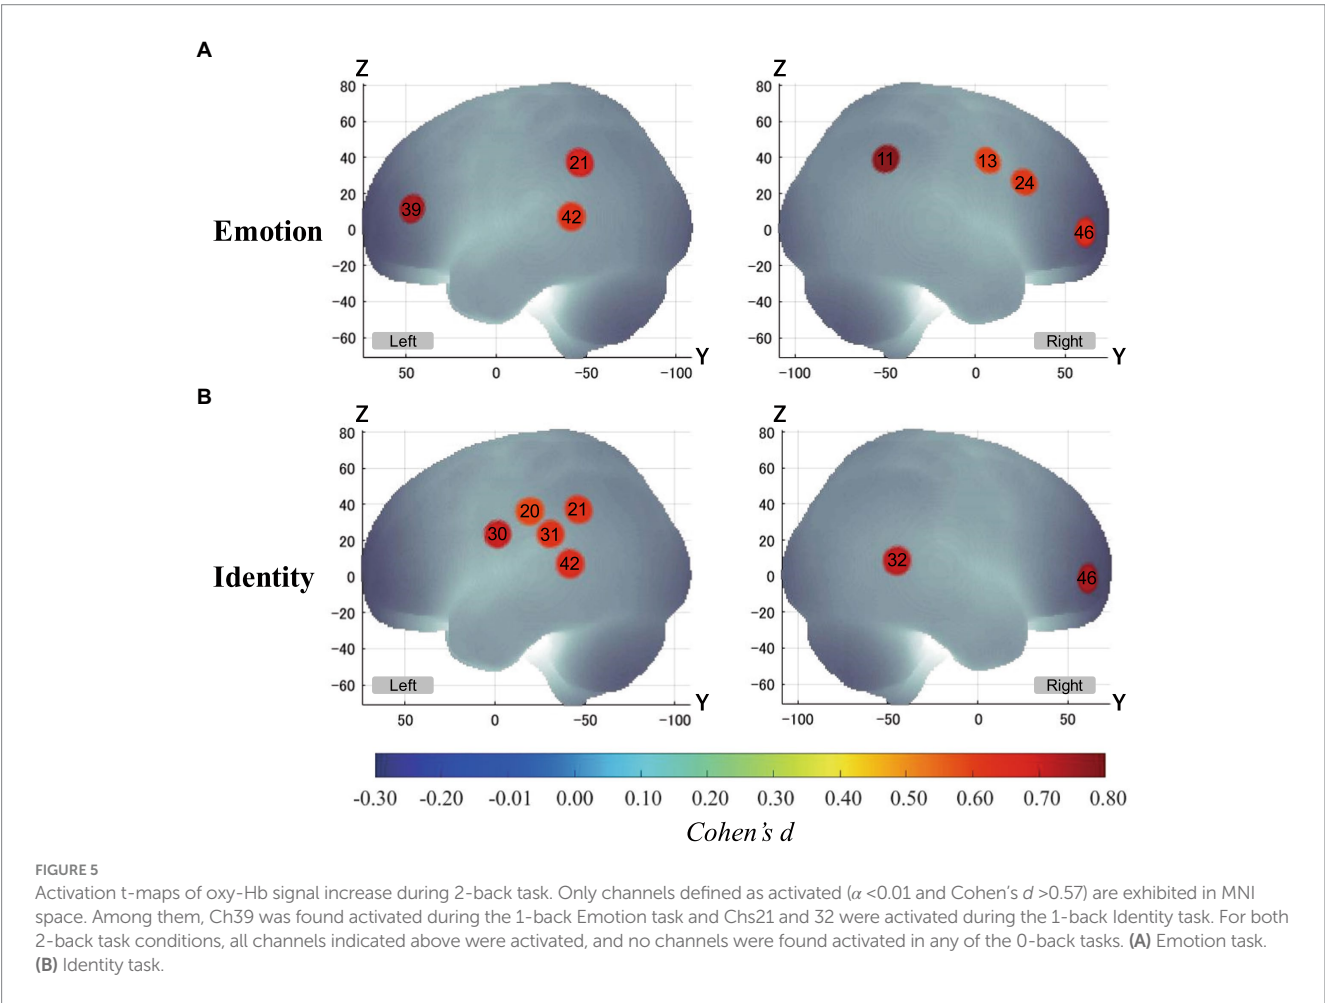 A
Z
Z
80
60
40
20
0
−20
−40
−60
21
39
42
Left
Y
50
0
−50
−100
Emotion
80
60
40
20
0
−20
−40
−60
11
13
24
46
Right
Y
−100
−50
0
50
B
Z
Z
80
60
40
20
0
−20
−40
−60
20
21
30
31
42
Left
Y
50
0
−50
−100
Identity
80
60
40
20
0
−20
−40
−60
32
46
Right
Y
−100
−50
0
50
-0.30 -0.20 -0.01 0.00 0.10 0.20 0.30 0.40 0.50 0.60 0.70 0.80
Cohen's d
FIGURE 5
Activation t-maps of oxy-Hb signal increase during 2-back task. Only channels defined as activated (α <0.01 and Cohen's d >0.57) are exhibited in MNI
space. Among them, Ch39 was found activated during the 1-back Emotion task and Chs21 and 32 were activated during the 1-back Identity task. For both
2-back task conditions, all channels indicated above were activated, and no channels were found activated in any of the 0-back tasks. (A) Emotion task.
(B) Identity task.